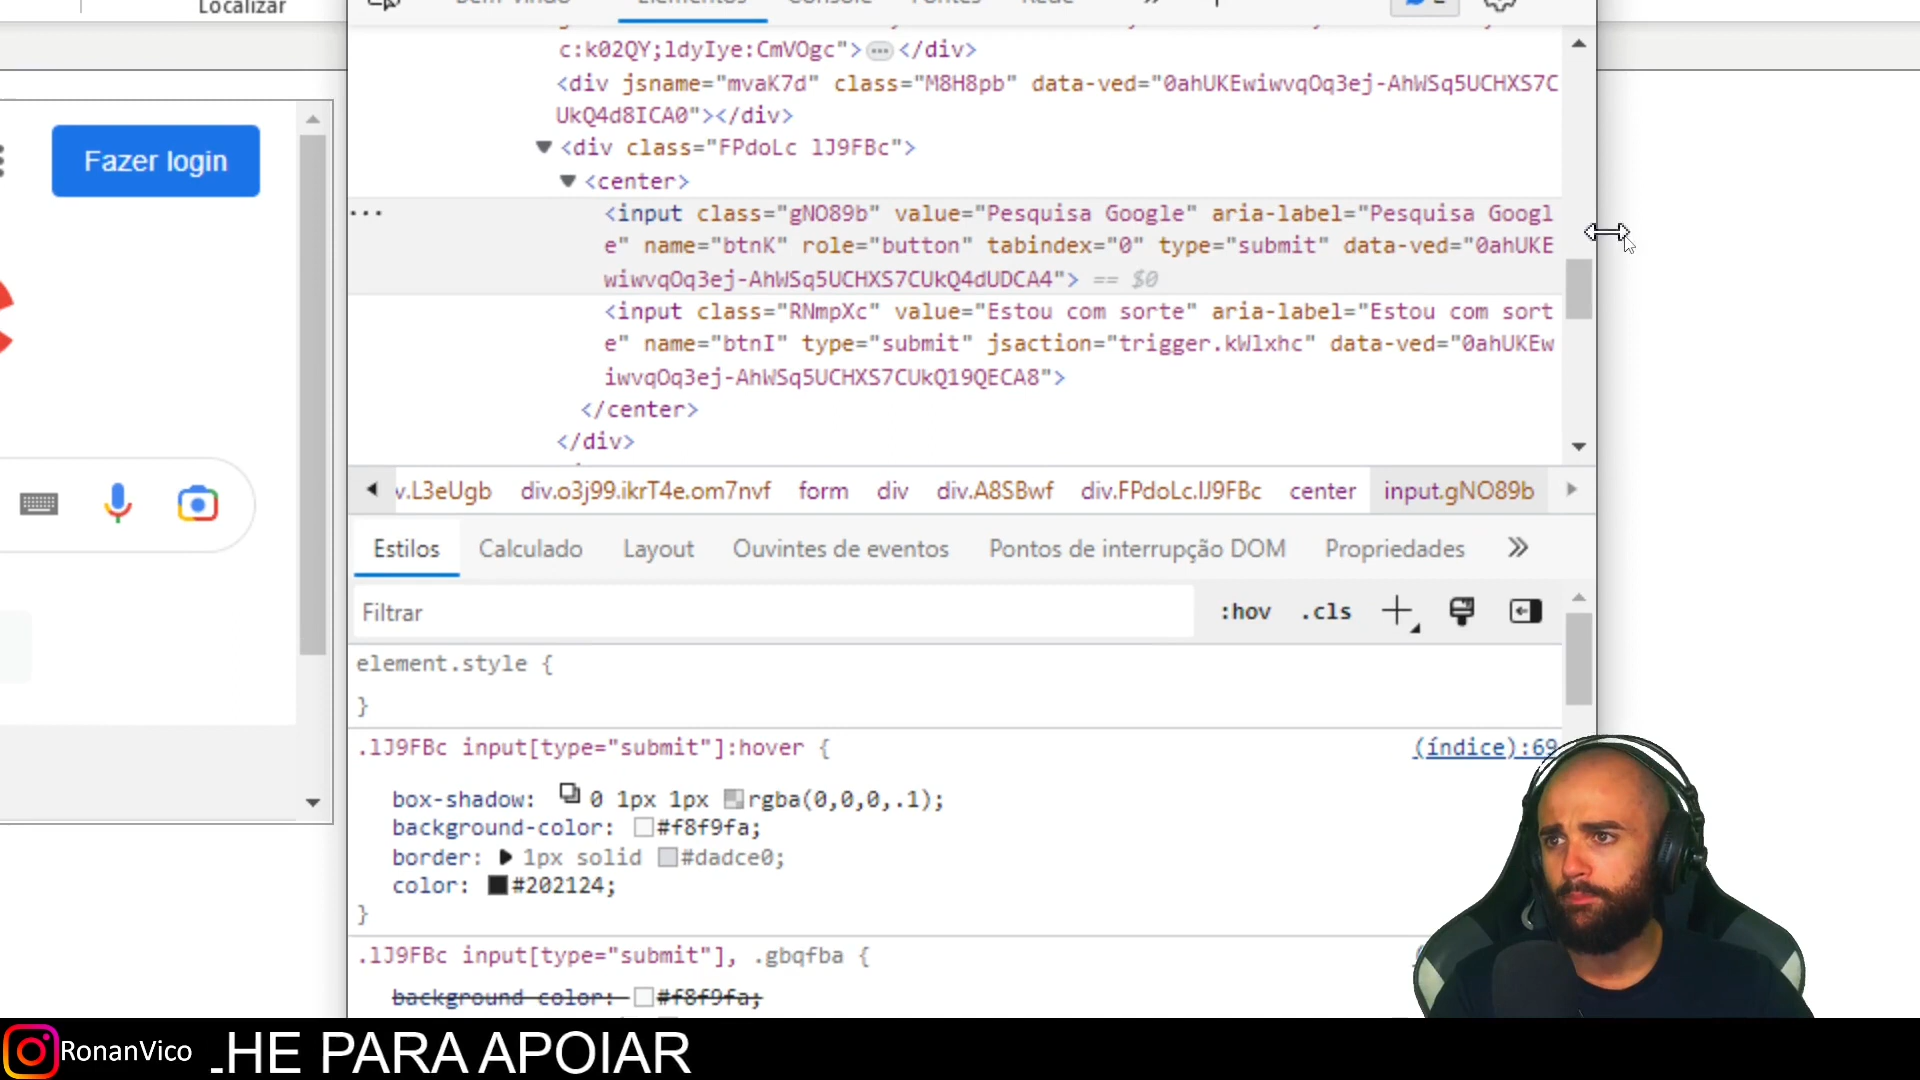 Localizar
Bem-vindo Elementos Console Fontes Rede
c:k02QY;ldyIye:CmVOgc"> </div>
<div jsname="mvaK7d" class="M8H8pb" data-ved="0ahUKEwiwvqOq3ej-AhWSq5UCHXS7C
UkQ4d8ICA0"></div>
<div class="FPdoLc lJ9FBc">
<center>
<input class="gNO89b" value="Pesquisa Google" aria-label="Pesquisa Googl
e" name="btnK" role="button" tabindex="0" type="submit" data-ved="0ahUKE
wiwvqOq3ej-AhWSq5UCHXS7CUkQ4dUDCA4"> == $0
<input class="RNmpXc" value="Estou com sorte" aria-label="Estou com sort
e" name="btnI" type="submit" jsaction="trigger.kWlxhc" data-ved="0ahUKEw
iwvqOq3ej-AhWSq5UCHXS7CUkQ19QECA8">
</center>
</div>
Fazer login
v.L3eUgb div.o3j99.ikrT4e.om7nvf form div div.A8SBwf div.FPdoLc.lJ9FBc center input.gNO89b
Estilos Calculado Layout Ouvintes de eventos Pontos de interrupção DOM Propriedades
Filtrar :hov .cls
element.style {
}
.lJ9FBc input[type="submit"]:hover { (índice):69
box-shadow: 0 1px 1px rgba(0,0,0,.1);
background-color: #f8f9fa;
border: 1px solid #dadce0;
color: #202124;
}
.lJ9FBc input[type="submit"], .gbqfba {
background-color: #f8f9fa;
RonanVico HE PARA APOIAR